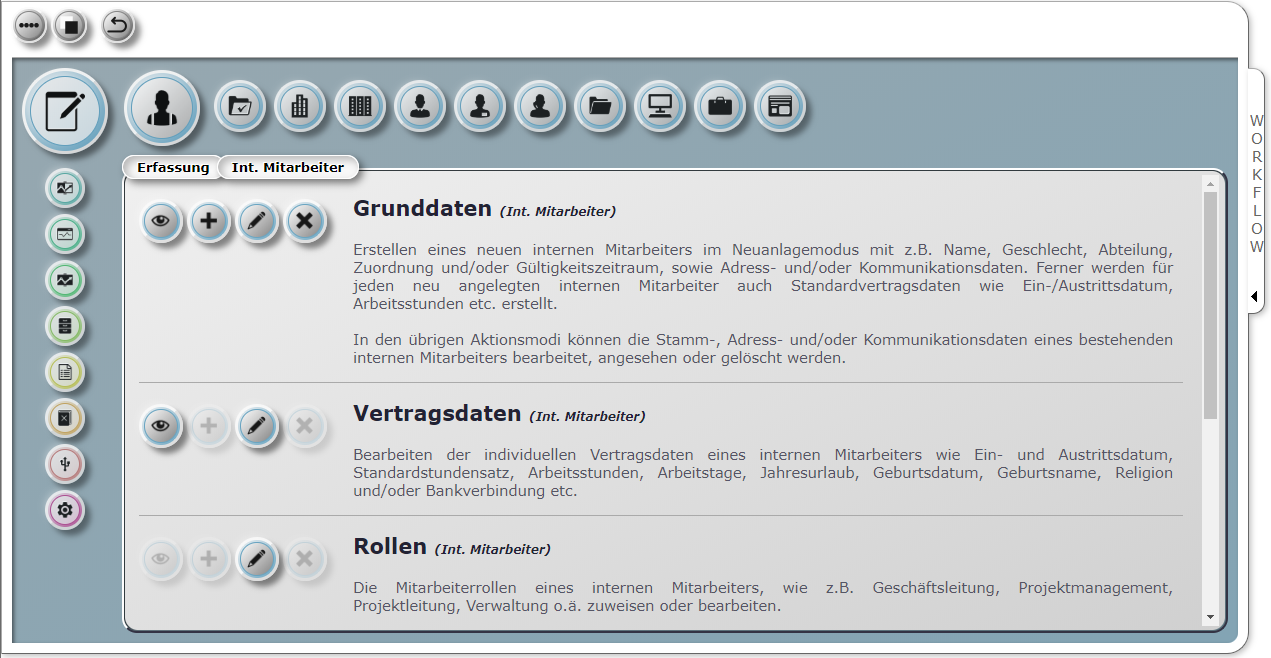 Erfassung Int. Mitarbeiter
Grunddaten (Int. Mitarbeiter)
Erstellen eines neuen internen Mitarbeiters im Neuanlagemodus mit z.B. Name, Geschlecht, Abteilung,
Zuordnung und/oder Gültigkeitszeitraum, sowie Adress- und/oder Kommunikationsdaten. Ferner werden für
jeden neu angelegten internen Mitarbeiter auch Standardvertragsdaten wie Ein-/Austrittsdatum,
Arbeitsstunden etc. erstellt.
In den übrigen Aktionsmodi können die Stamm-, Adress- und/oder Kommunikationsdaten eines bestehenden
internen Mitarbeiters bearbeitet, angesehen oder gelöscht werden.
Vertragsdaten (Int. Mitarbeiter)
Bearbeiten der individuellen Vertragsdaten eines internen Mitarbeiters wie Ein- und Austrittsdatum,
Standardstundensatz, Arbeitsstunden, Arbeitstage, Jahresurlaub, Geburtsdatum, Geburtsname, Religion
und/oder Bankverbindung etc.
Rollen (Int. Mitarbeiter)
Die Mitarbeiterrollen eines internen Mitarbeiters, wie z.B. Geschäftsleitung, Projektmanagement,
Projektleitung, Verwaltung o.ä. zuweisen oder bearbeiten.
WORKFLOW